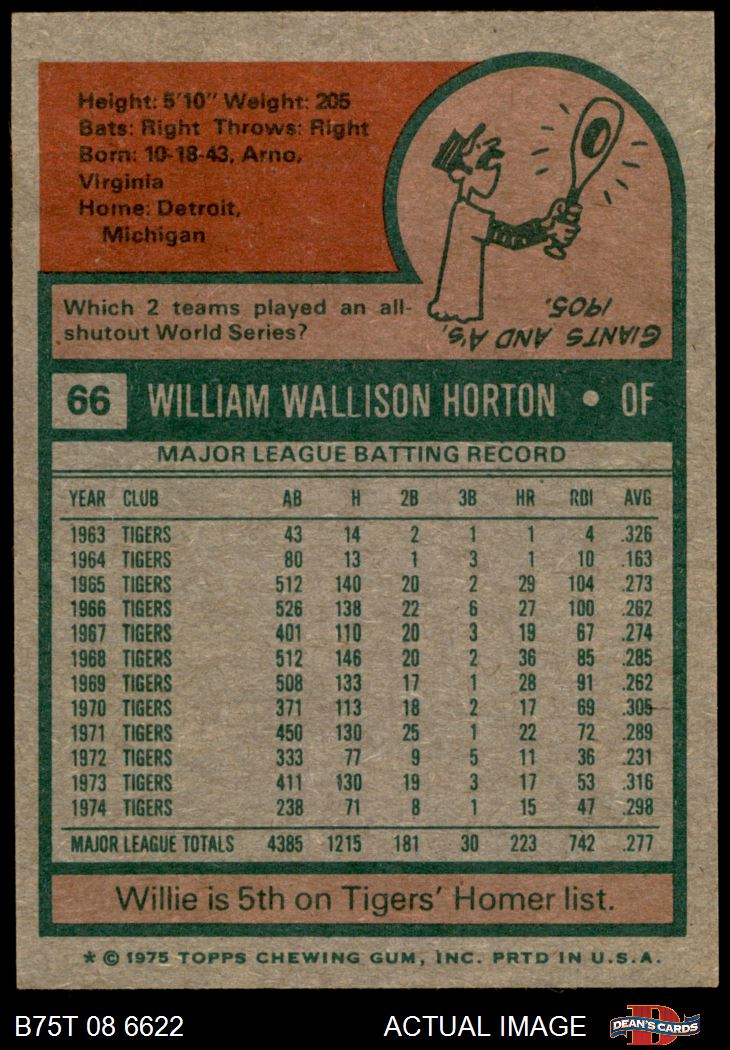 Height: 5'10" Weight: 205
Bats: Right Throws: Right
Born: 10-18-43, Arno,
Virginia
Home: Detroit,
Michigan
Which 2 teams played an all-
shutout World Series?
GIANTS AND A'S,
1905.
66 WILLIAM WALLISON HORTON • OF
MAJOR LEAGUE BATTING RECORD
YEAR CLUB AB H 2B 3B HR RBI AVG
1963 TIGERS 43 14 2 1 1 4 .326
1964 TIGERS 80 13 1 3 1 10 .163
1965 TIGERS 512 140 20 2 29 104 .273
1966 TIGERS 526 138 22 6 27 100 .262
1967 TIGERS 401 110 20 3 19 67 .274
1968 TIGERS 512 146 20 2 36 85 .285
1969 TIGERS 508 133 17 1 28 91 .262
1970 TIGERS 371 113 18 2 17 69 .305
1971 TIGERS 450 130 25 1 22 72 .289
1972 TIGERS 333 77 9 5 11 36 .231
1973 TIGERS 411 130 19 3 17 53 .316
1974 TIGERS 238 71 8 1 15 47 .298
MAJOR LEAGUE TOTALS 4385 1215 181 30 223 742 .277
Willie is 5th on Tigers' Homer list.
* © 1975 TOPPS CHEWING GUM, INC. PRTD IN U.S.A.
B75T 08 6622 ACTUAL IMAGE D DEAN'S CARDS